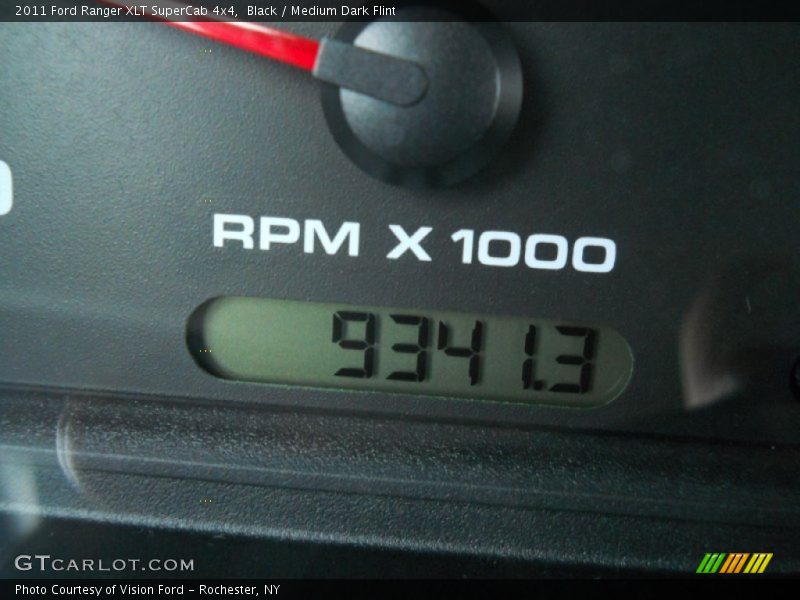 2011 Ford Ranger XLT SuperCab 4x4, Black / Medium Dark Flint
RPM X 1000
9341.3
GTCARLOT.COM
Photo Courtesy of Vision Ford - Rochester, NY